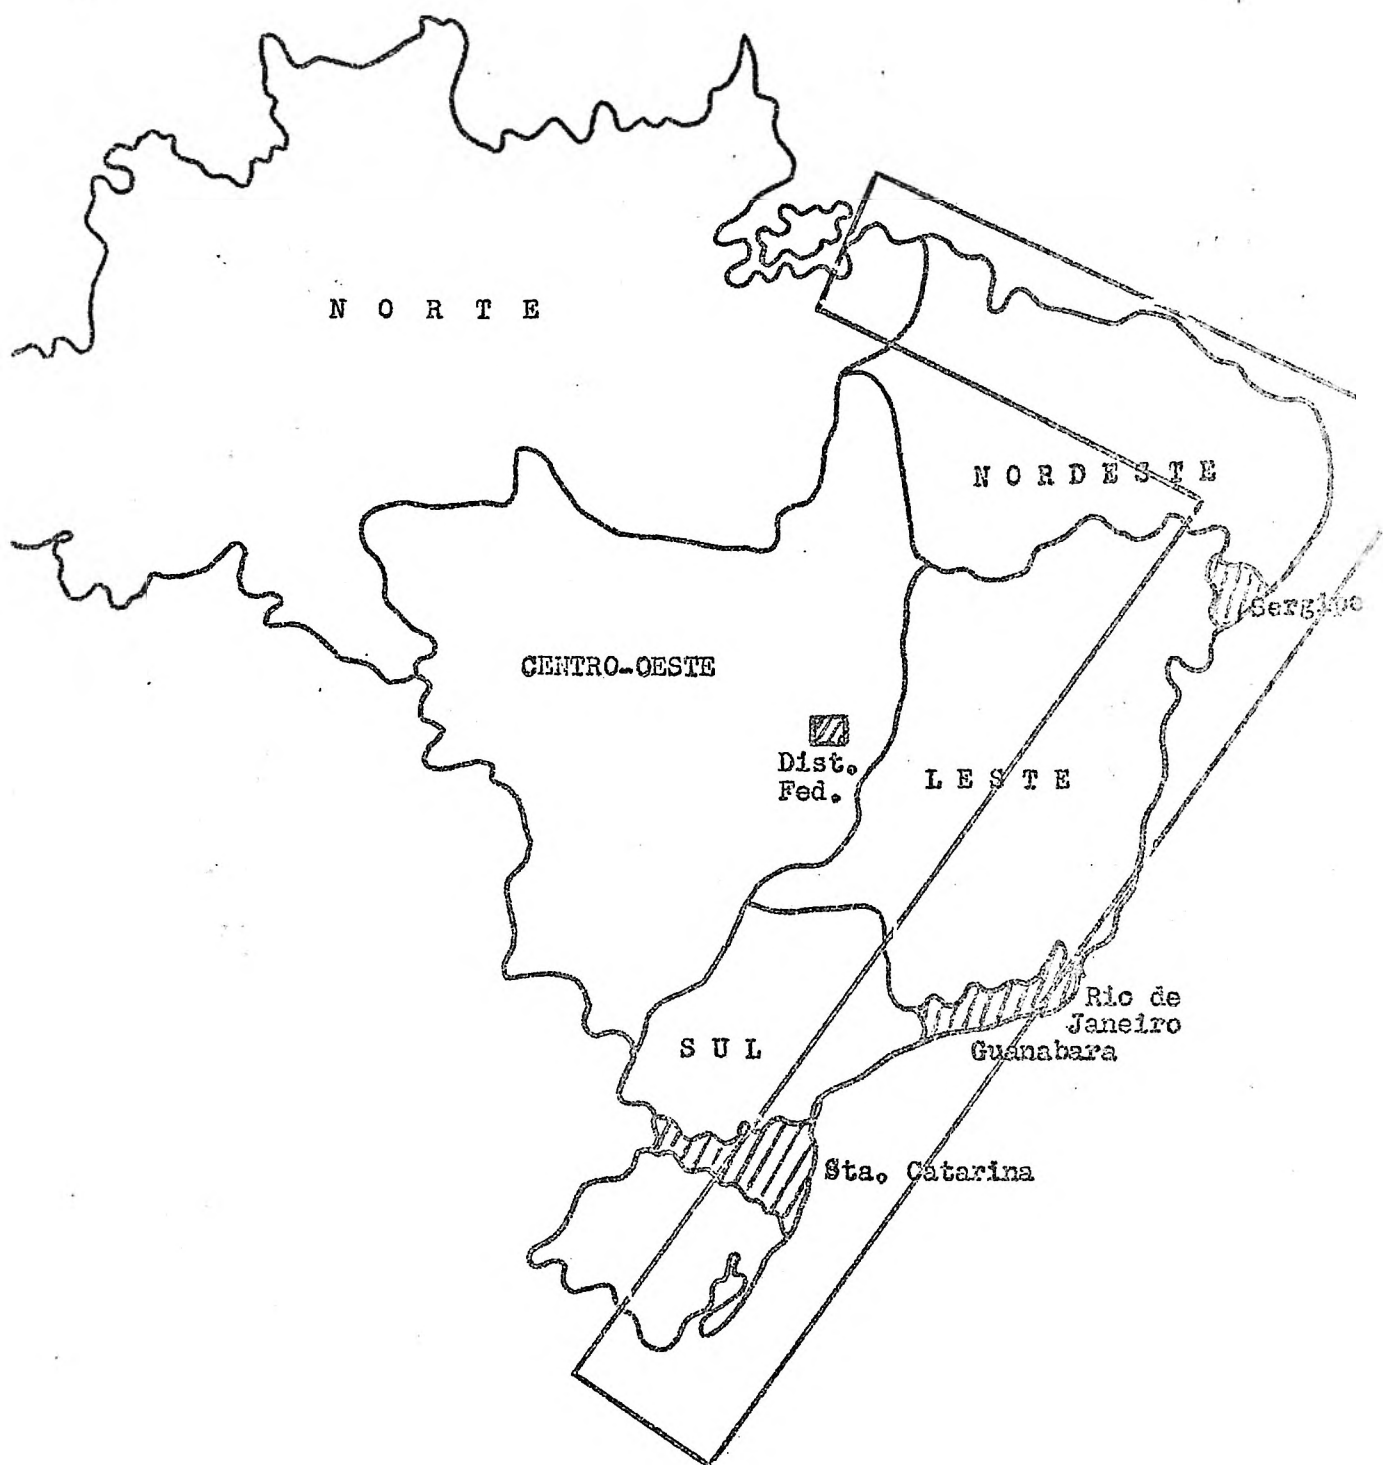 N O R T E
N O R D E S T E
Sergipe
CENTRO-OESTE
Dist.
Fed.
L E S T E
Rio de
Janeiro
Guanabara
S U L
Sta. Catarina